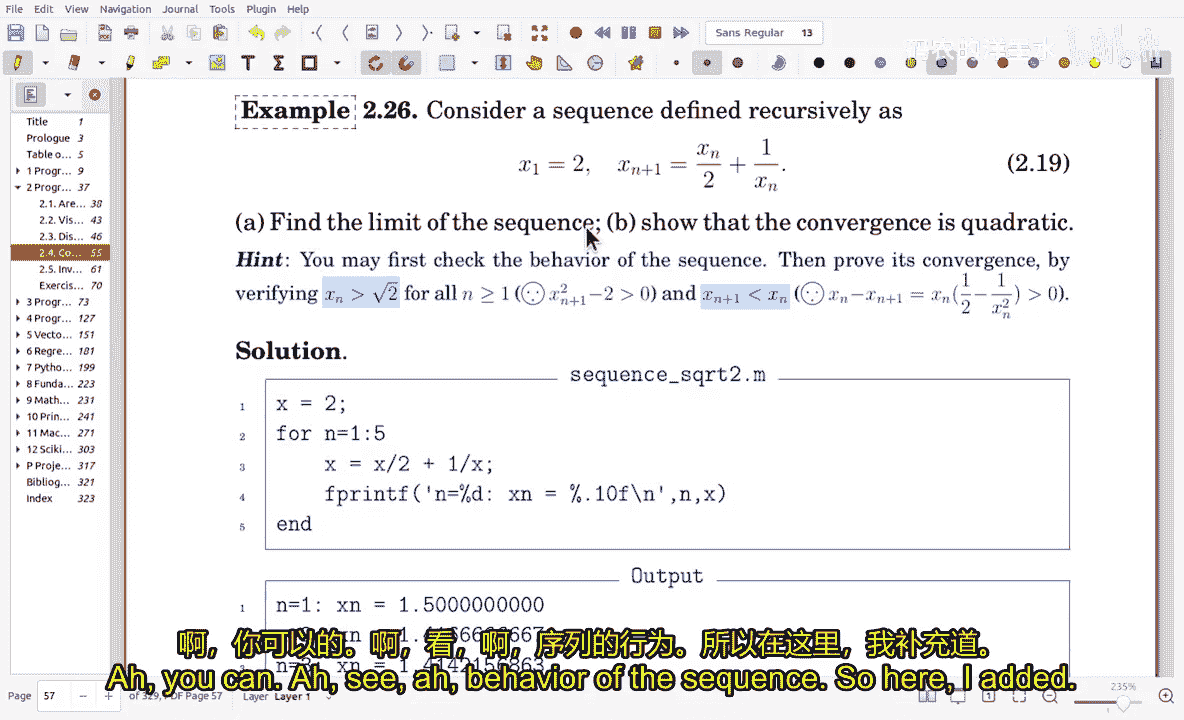 File Edit View Navigation Journal Tools Plugin Help
Sans Regular 13
Title 1
Prologue 3
Table o... 5
1 Progr... 9
2 Progr... 37
2.1. Are... 38
2.2. Vis... 43
2.3. Dis... 46
2.4. Co... 55
2.5. Inv... 61
Exercis... 70
3 Progr... 73
4 Progr... 127
5 Vecto... 151
6 Regre... 181
7 Pytho... 199
8 Funda... 223
9 Math... 231
10 Prin... 241
11 Mac... 271
12 Sciki... 303
P Proje... 317
Bibliog... 321
Index 323
Example 2.26. Consider a sequence defined recursively as
x₁ = 2, xₙ₊₁ = xₙ/2 + 1/xₙ. (2.19)
(a) Find the limit of the sequence; (b) show that the convergence is quadratic.
Hint: You may first check the behavior of the sequence. Then prove its convergence, by
verifying xₙ > √2 for all n ≥ 1 (∵ x²ₙ₊₁−2 > 0) and xₙ₊₁ < xₙ (∵ xₙ−xₙ₊₁ = xₙ(1/2 − 1/x²ₙ) > 0).
Solution.
sequence_sqrt2.m
1 x = 2;
2 for n=1:5
3 x = x/2 + 1/x;
4 fprintf('n=%d: xn = %.10f\n',n,x)
5 end
Output
1 n=1: xn = 1.5000000000
啊，你可以的。啊，看，啊，序列的行为。所以在这里，我补充道。
Ah, you can. Ah, see, ah, behavior of the sequence. So here, I added.
Page 57 of 329, PDF Page 57 Layer Layer 1 235%